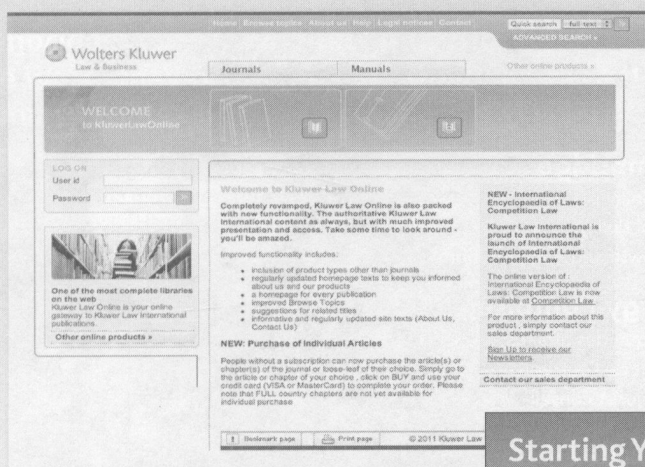 Home Browse topics About us Help Legal notices Contact
Quick search full text
ADVANCED SEARCH »
Wolters Kluwer
Law & Business
Journals
Manuals
Other online products »
WELCOME
to KluwerLawOnline
LOG ON
User id
Password
One of the most complete libraries
on the web
Kluwer Law Online is your online
gateway to Kluwer Law International
publications.
Other online products »
Welcome to Kluwer Law Online
Completely revamped, Kluwer Law Online is also packed
with new functionality. The authoritative Kluwer Law
International content as always, but with much improved
presentation and access. Take some time to look around -
you'll be amazed.
Improved functionality includes:
• inclusion of product types other than journals
• regularly updated homepage texts to keep you informed
about us and our products
• a homepage for every publication
• improved Browse Topics
• suggestions for related titles
• informative and regularly updated site texts (About Us,
Contact Us)
NEW: Purchase of Individual Articles
People without a subscription can now purchase the article(s) or
chapter(s) of the journal or loose-leaf of their choice. Simply go to
the article or chapter of your choice , click on BUY and use your
credit card (VISA or MasterCard) to complete your order. Please
note that FULL country chapters are not yet available for
individual purchase
Bookmark page
Print page
© 2011 Kluwer Law
NEW - International
Encyclopaedia of Laws:
Competition Law
Kluwer Law International is
proud to announce the
launch of International
Encyclopaedia of Laws:
Competition Law
The online version of :
International Encyclopaedia of
Laws: Competition Law is now
available at Competition Law
For more information about this
product , simply contact our
sales department.
Sign Up to receive our
Newsletters
Contact our sales department
Starting Y